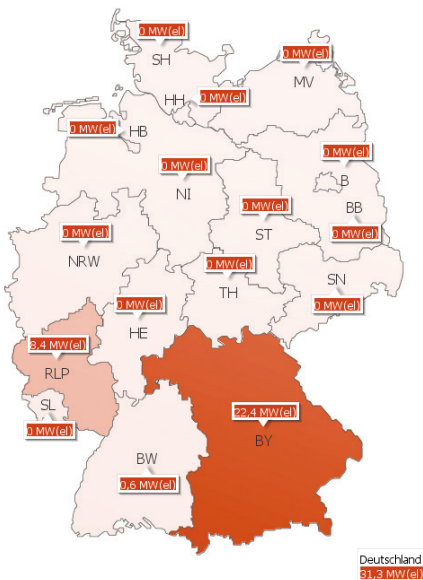 0 MW(el)
SH
0 MW(el)
MV
HH
0 MW(el)
0 MW(el)
HB
0 MW(el)
B
0 MW(el)
NI
BB
0 MW(el)
ST
0 MW(el)
0 MW(el)
NRW
0 MW(el)
TH
SN
0 MW(el)
0 MW(el)
HE
8,4 MW(el)
RLP
SL
0 MW(el)
22,4 MW(el)
BY
BW
0,6 MW(el)
Deutschland
31,3 MW(el)